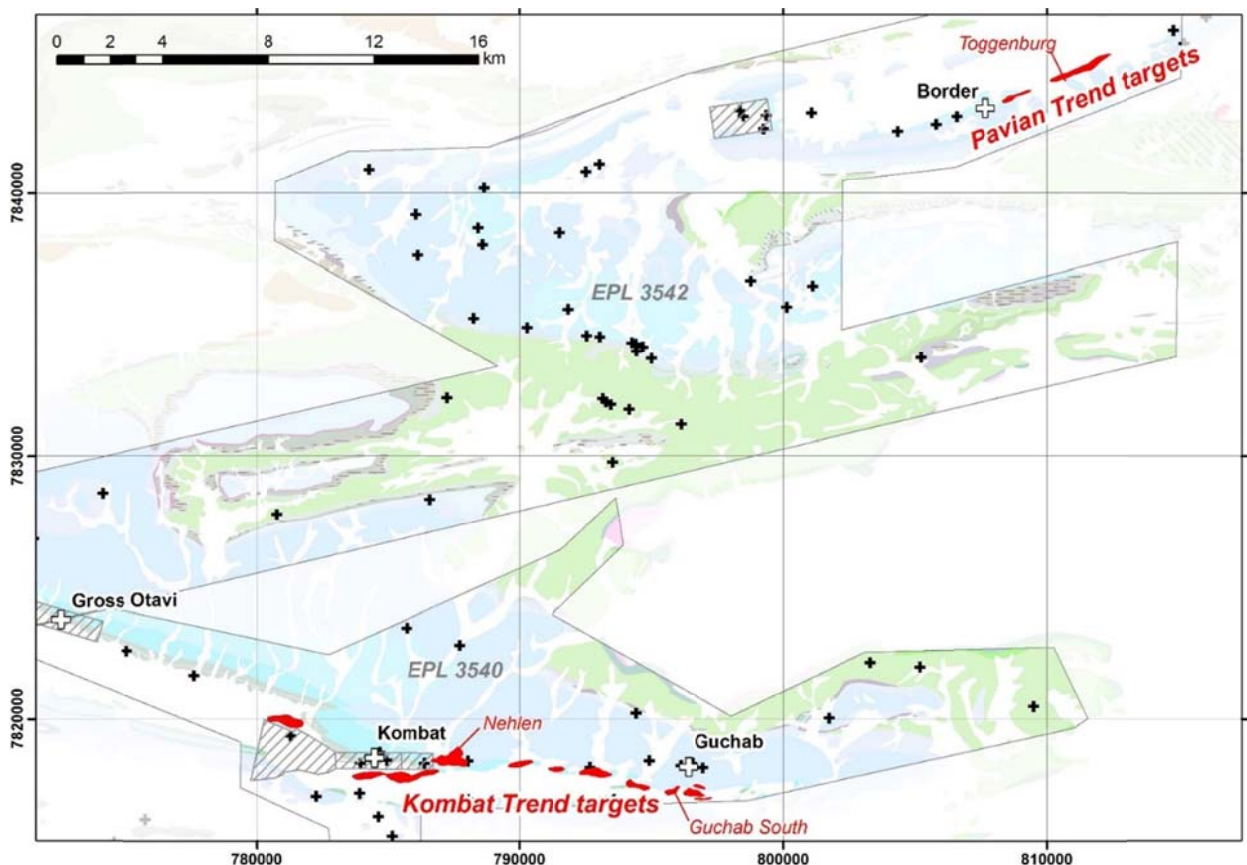 0 2 4 8 12 16
km
Toggenburg
Border
Pavian Trend targets
7840000
EPL 3542
7830000
Gross Otavi
EPL 3540
7820000
Kombat
Nehlen
Guchab
Kombat Trend targets
Guchab South
780000 790000 800000 810000